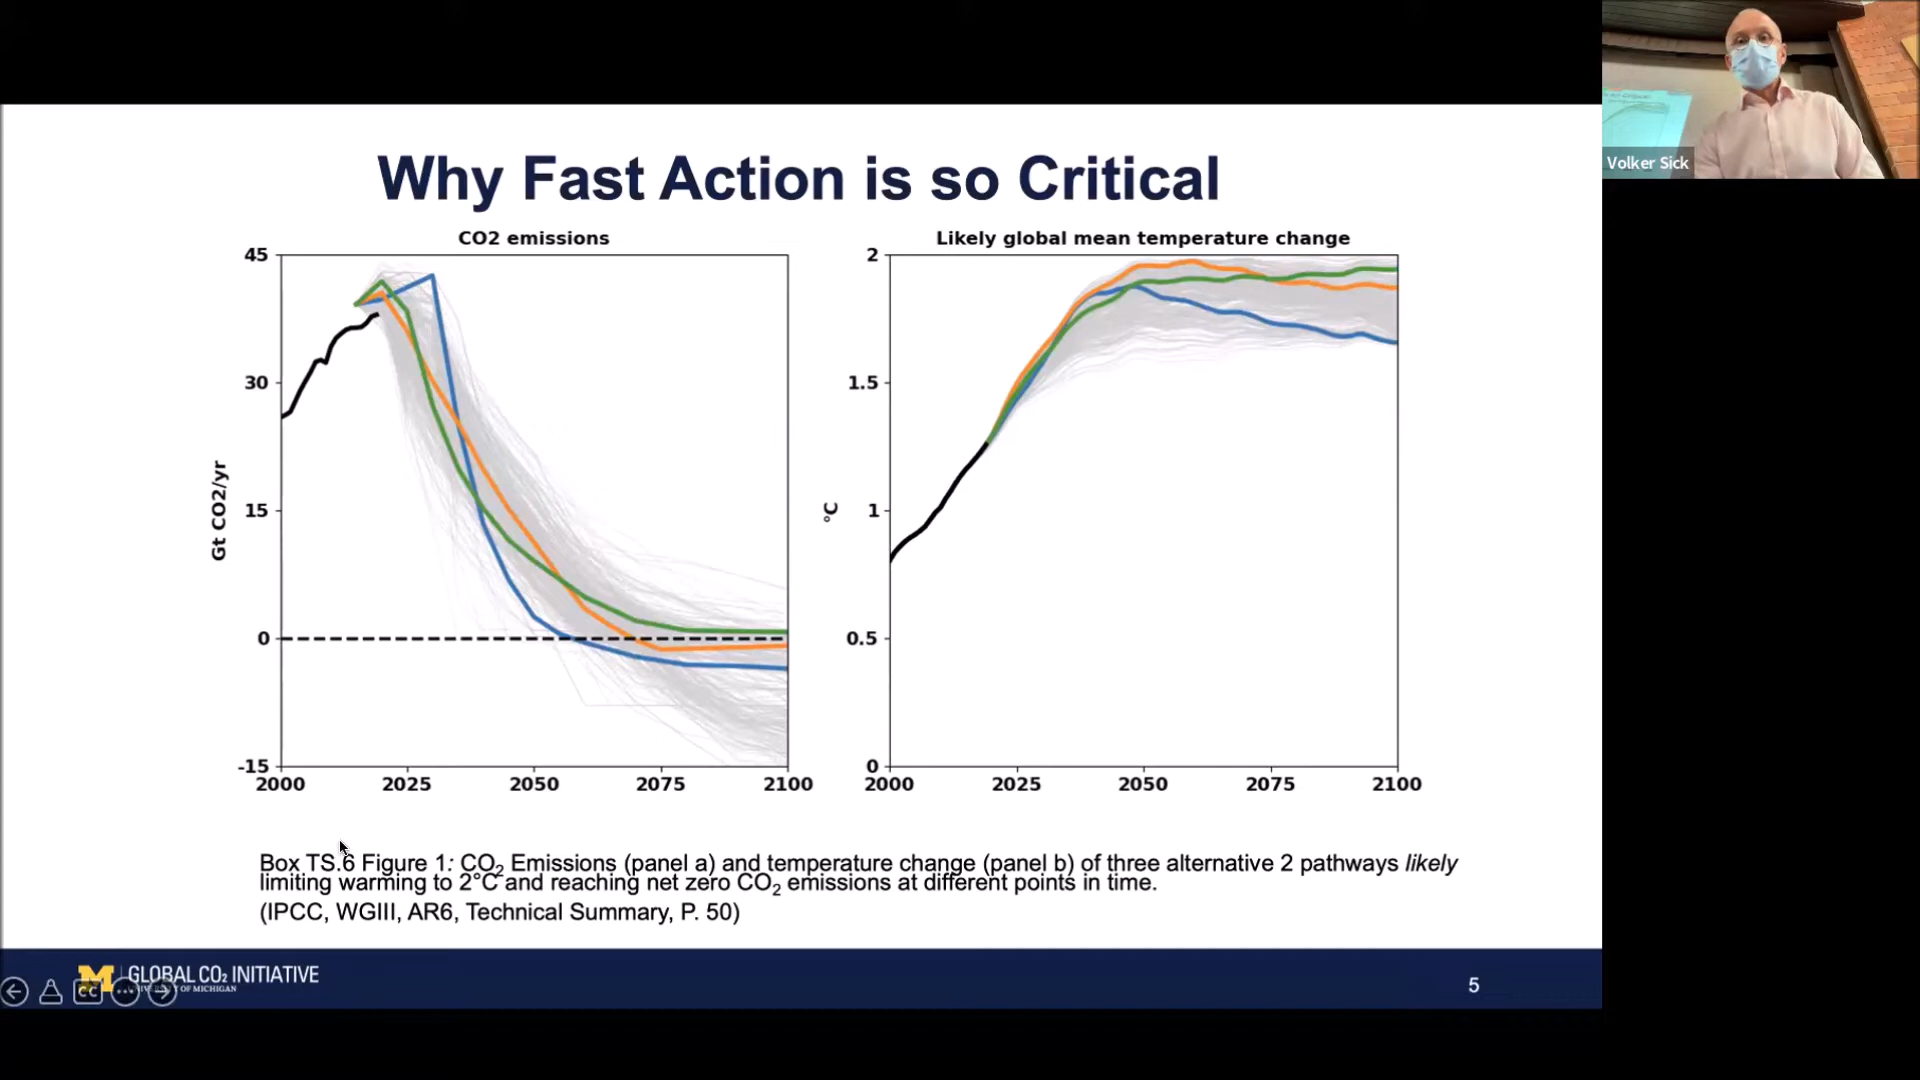 Volker Sick
Why Fast Action is so Critical
CO2 emissions
45
30
15
0
-15
Gt CO2/yr
2000 2025 2050 2075 2100
Likely global mean temperature change
2
1.5
1
0.5
0
°C
2000 2025 2050 2075 2100
Box TS.6 Figure 1: CO2 Emissions (panel a) and temperature change (panel b) of three alternative 2 pathways likely
limiting warming to 2°C and reaching net zero CO2 emissions at different points in time.
(IPCC, WGIII, AR6, Technical Summary, P. 50)
M GLOBAL CO2 INITIATIVE
OF MICHIGAN
CC
5